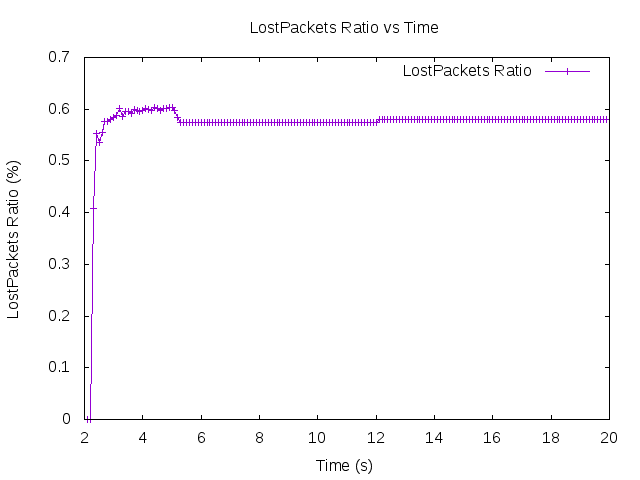 LostPackets Ratio vs Time
LostPackets Ratio
LostPackets Ratio (%)
0.7
0.6
0.5
0.4
0.3
0.2
0.1
0
2 4 6 8 10 12 14 16 18 20
Time (s)